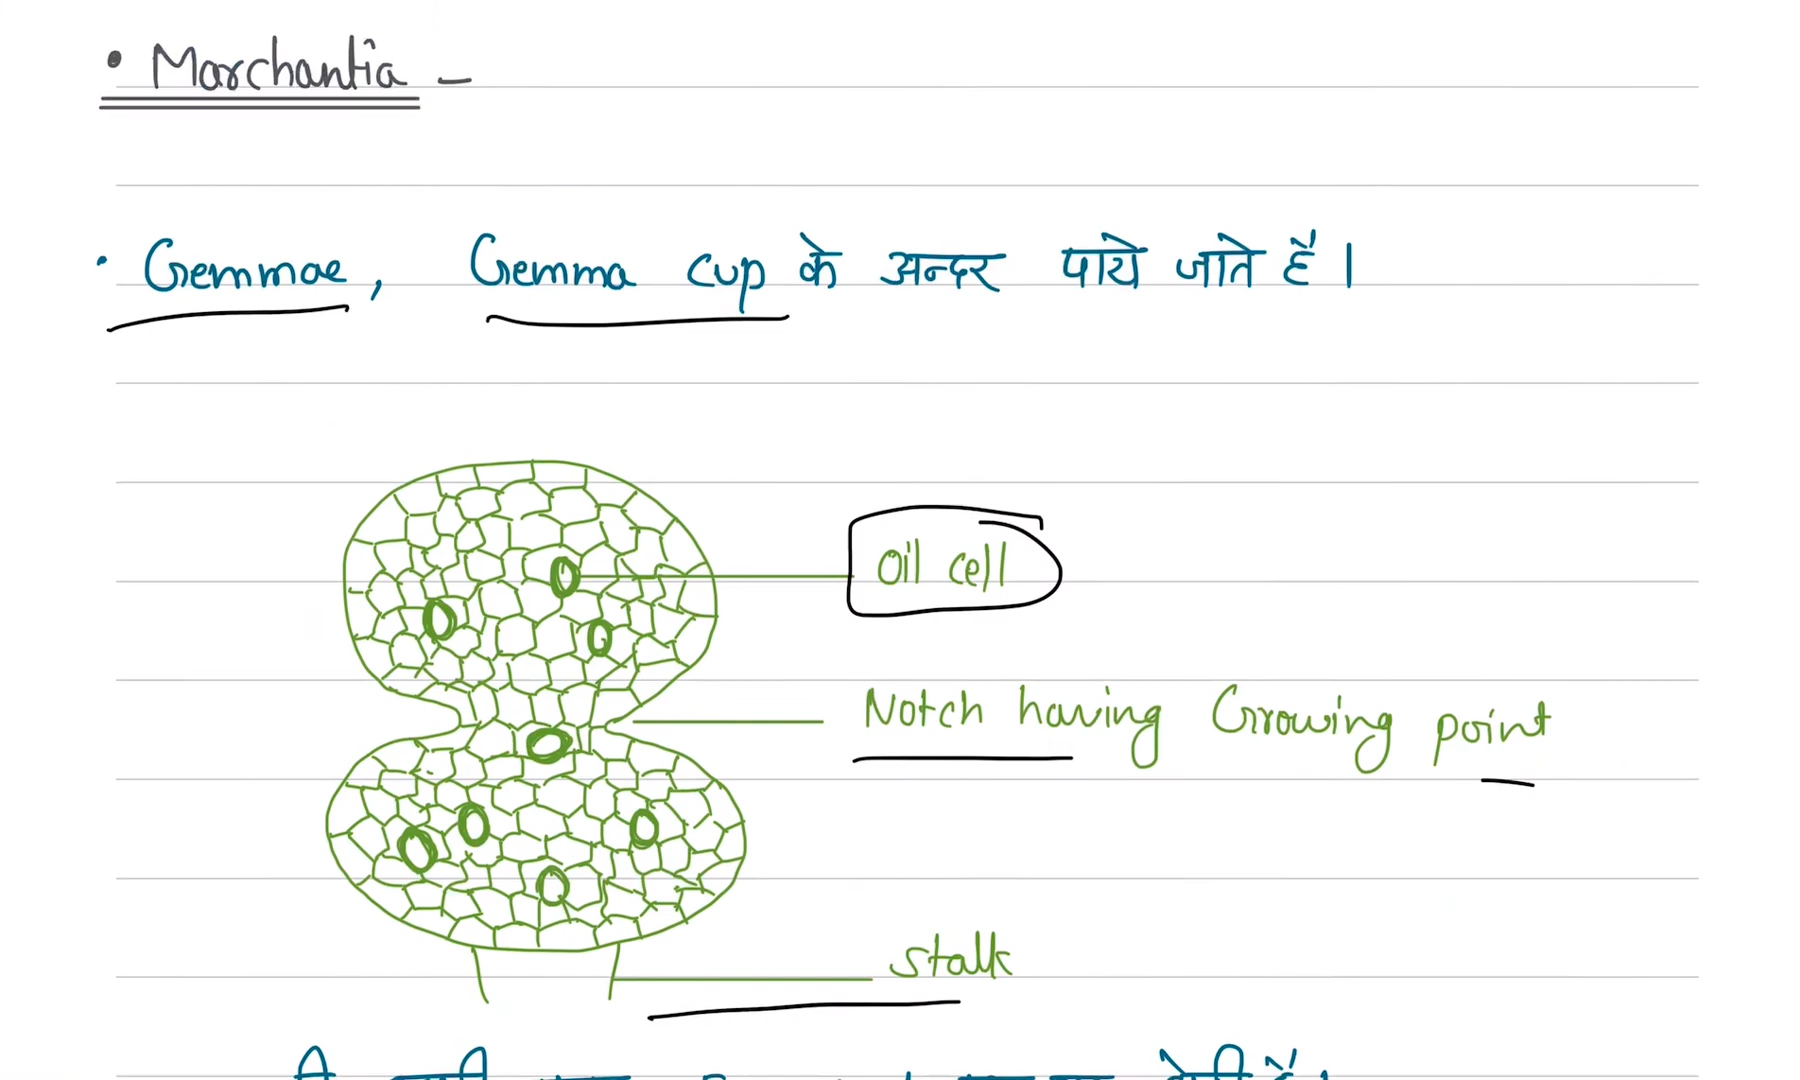 • Marchantia –
• Gemmae, Gemma cup के अन्दर पाये जाते हैं।
Oil cell
Notch having Growing point
stalk